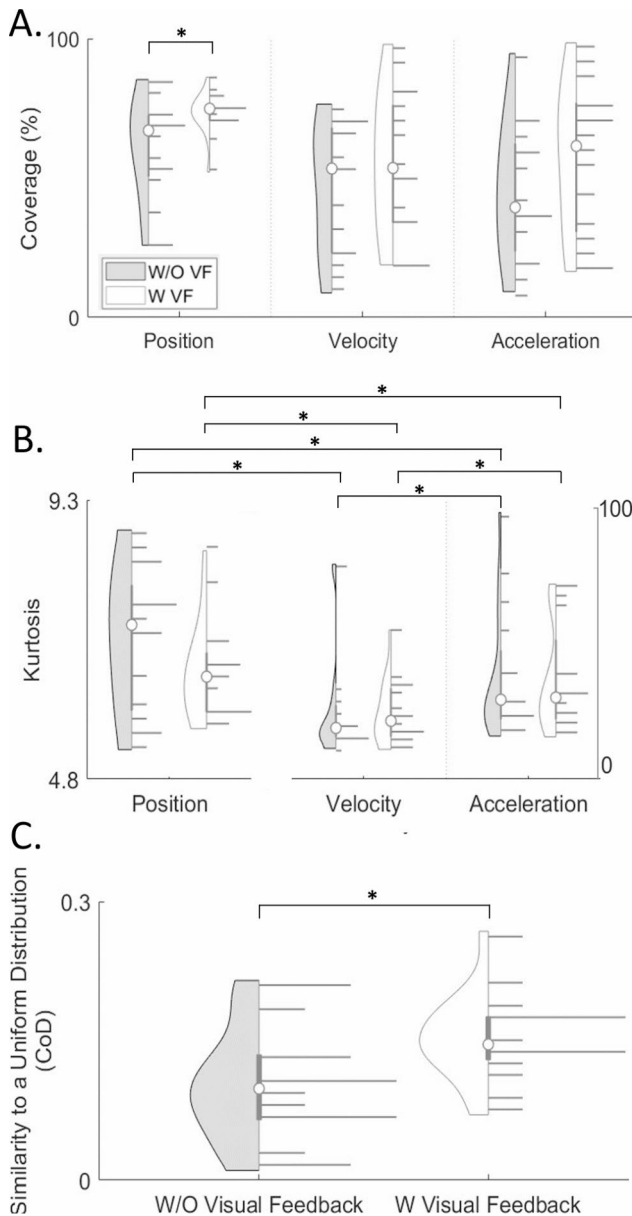 A.
*
100
Coverage (%)
W/O VF
W VF
0
Position Velocity Acceleration
*
*
B.
*
*
*
*
9.3
100
Kurtosis
4.8
0
Position Velocity Acceleration
C.
*
0.3
Similarity to a Uniform Distribution
(CoD)
0
W/O Visual Feedback W Visual Feedback